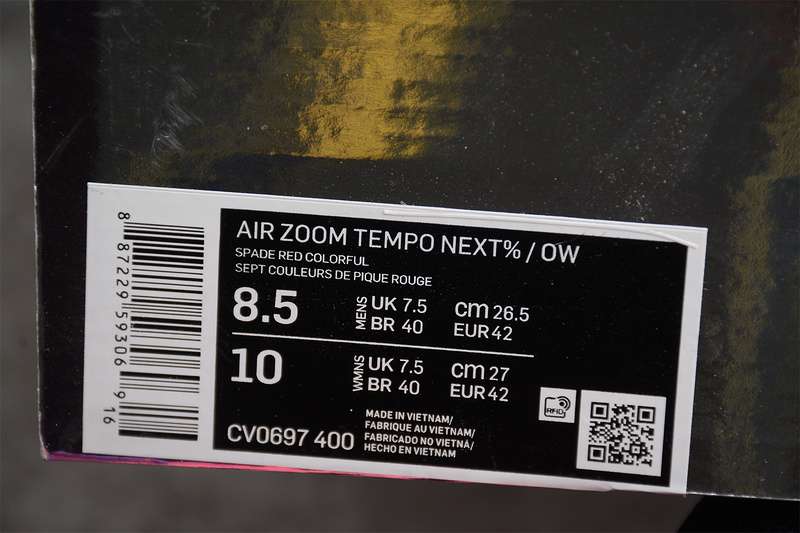 AIR ZOOM TEMPO NEXT% / OW
SPADE RED COLORFUL
SEPT COULEURS DE PIQUE ROUGE
8.5 MENS UK 7.5 cm 26.5
BR 40 EUR 42
10 WMNS UK 7.5 cm 27
BR 40 EUR 42
CV0697 400
MADE IN VIETNAM/
FABRIQUE AU VIETNAM/
FABRICADO NO VIETNÁ/
HECHO EN VIETNAM
RFID
8 87229 59306 9 16